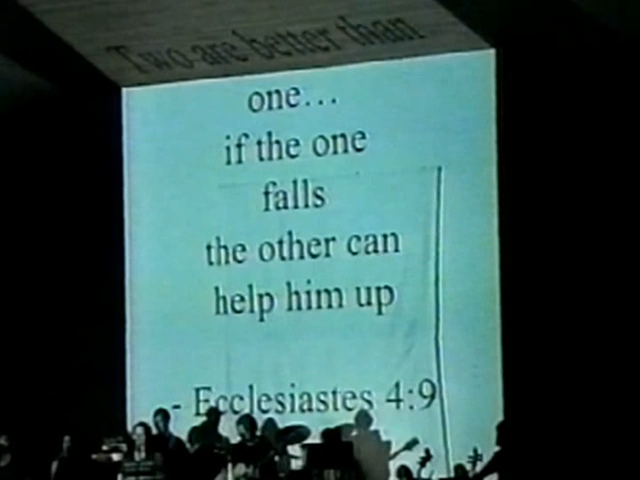 Two are better than
one...
if the one
falls
the other can
help him up
- Ecclesiastes 4:9